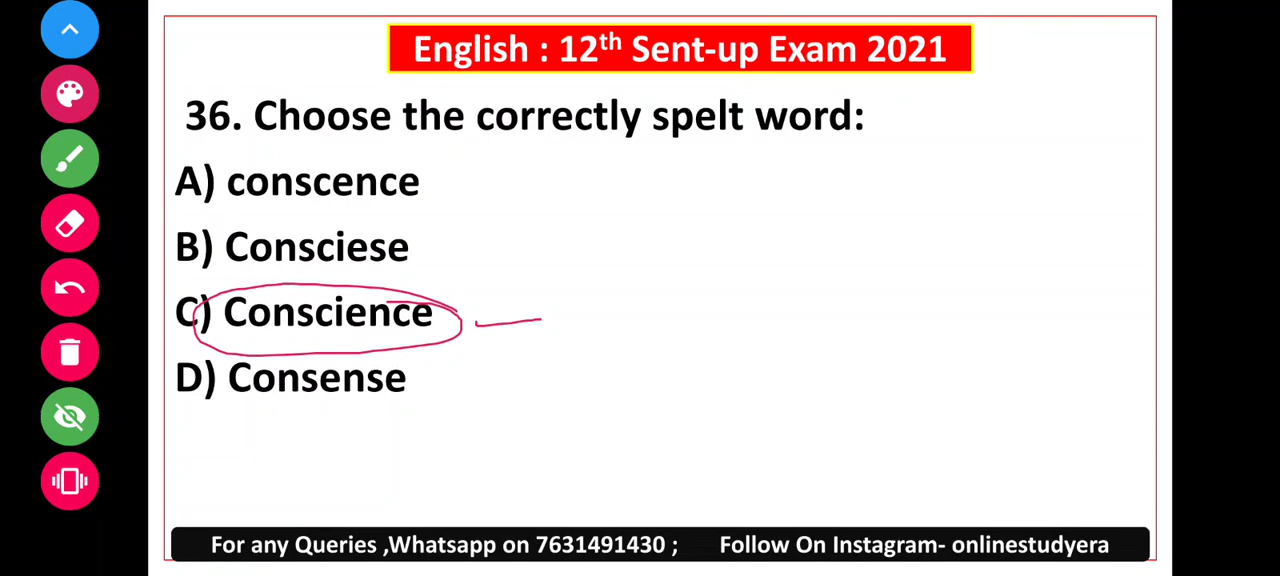 English : 12th Sent-up Exam 2021
36. Choose the correctly spelt word:
A) conscence
B) Consciese
C) Conscience
D) Consense
For any Queries ,Whatsapp on 7631491430 ; Follow On Instagram- onlinestudyera